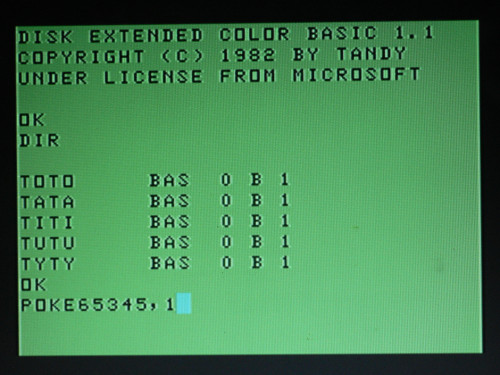 DISK EXTENDED COLOR BASIC 1.1
COPYRIGHT (C) 1982 BY TANDY
UNDER LICENSE FROM MICROSOFT
OK
DIR
TOTO BAS 0 B 1
TATA BAS 0 B 1
TITI BAS 0 B 1
TUTU BAS 0 B 1
TYTY BAS 0 B 1
OK
POKE65345,1